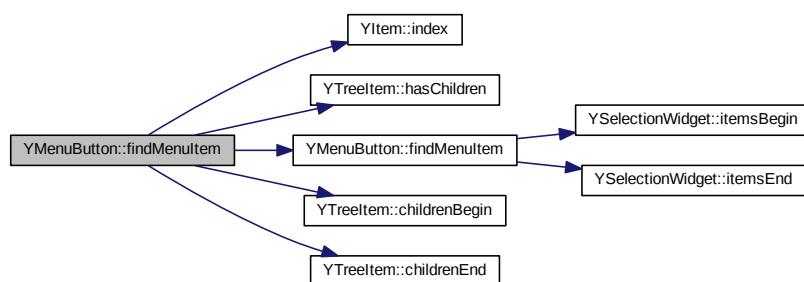 YItem::index
YTreeItem::hasChildren
YSelectionWidget::itemsBegin
YMenuButton::findMenuItem
YMenuButton::findMenuItem
YSelectionWidget::itemsEnd
YTreeItem::childrenBegin
YTreeItem::childrenEnd